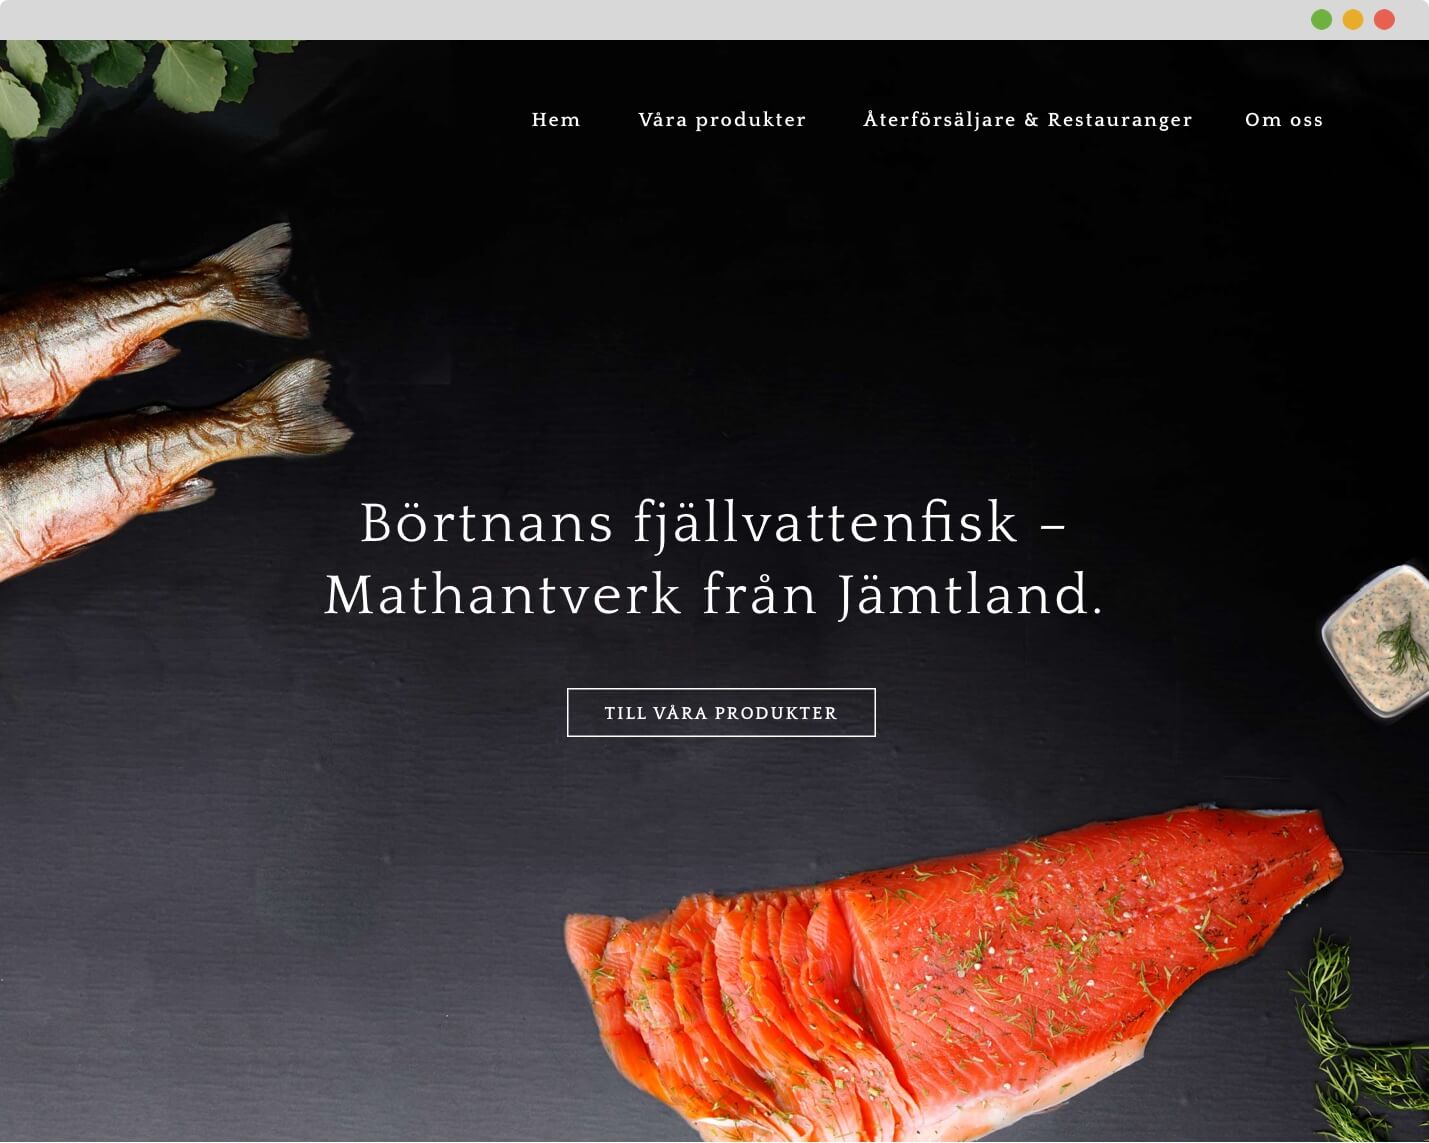 Hem Våra produkter Återförsäljare & Restauranger Om oss
Börtnans fjällvattenfisk –
Mathantverk från Jämtland.
TILL VÅRA PRODUKTER